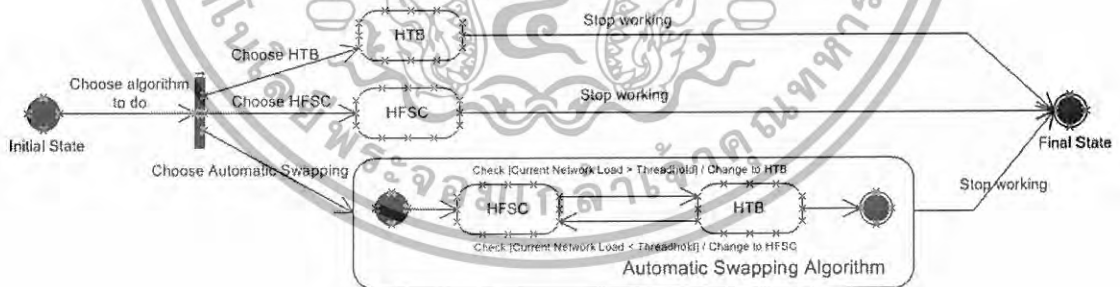 HTB
Stop working
Choose HTB
Choose algorithm
to do
Choose HFSC
HFSC
Stop working
Initial State
Final State
Choose Automatic Swapping
Check [Current Network Load > Threadhold] / Change to HTB
HFSC
HTB
Stop working
Check [Current Network Load < Threadhold] / Change to HFSC
Automatic Swapping Algorithm